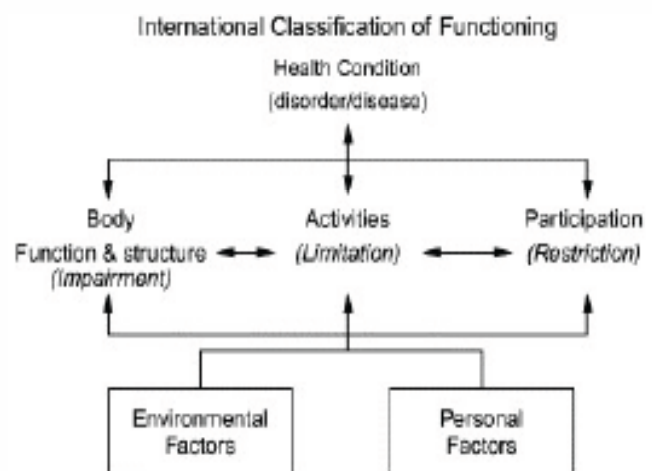 International Classification of Functioning
Health Condition
(disorder/disease)
Body
Function & structure
(Impairment)
Activities
(Limitation)
Participation
(Restriction)
Environmental
Factors
Personal
Factors